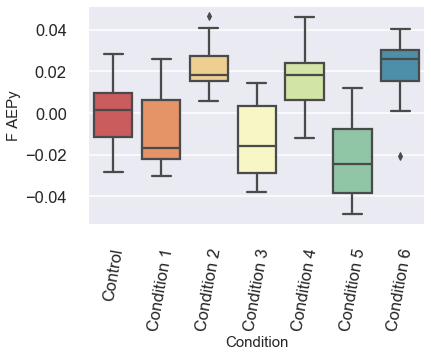 F AEPy
0.04
0.02
0.00
−0.02
−0.04
Control
Condition 1
Condition 2
Condition 3
Condition 4
Condition 5
Condition 6
Condition